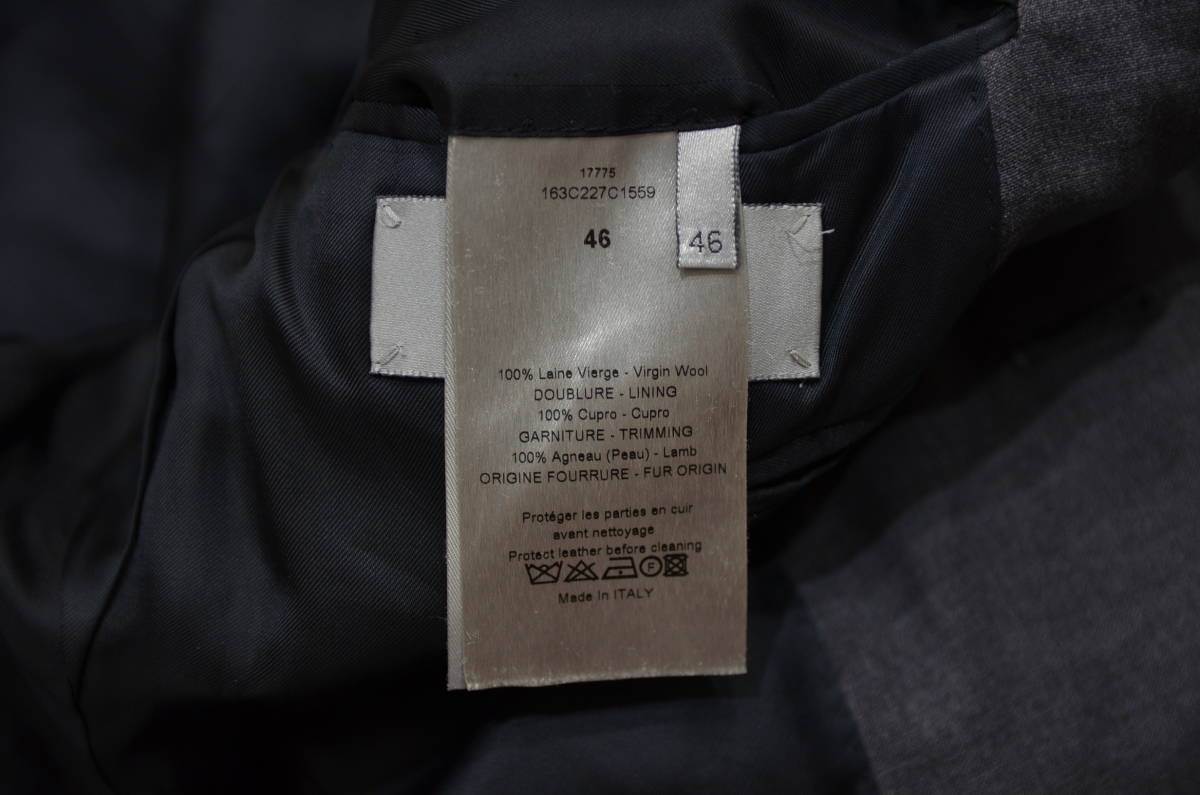 17775
163C227C1559
46
46
100% Laine Vierge - Virgin Wool
DOUBLURE - LINING
100% Cupro - Cupro
GARNITURE - TRIMMING
100% Agneau (Peau) - Lamb
ORIGINE FOURRURE - FUR ORIGIN
Protéger les parties en cuir
avant nettoyage
Protect leather before cleaning
F
Made In ITALY